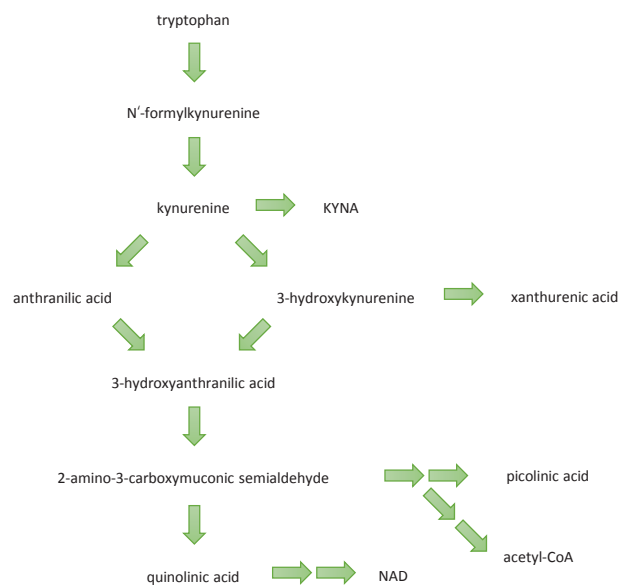 tryptophan
N′-formylkynurenine
kynurenine
KYNA
anthranilic acid
3-hydroxykynurenine
xanthurenic acid
3-hydroxyanthranilic acid
2-amino-3-carboxymuconic semialdehyde
picolinic acid
acetyl-CoA
quinolinic acid
NAD